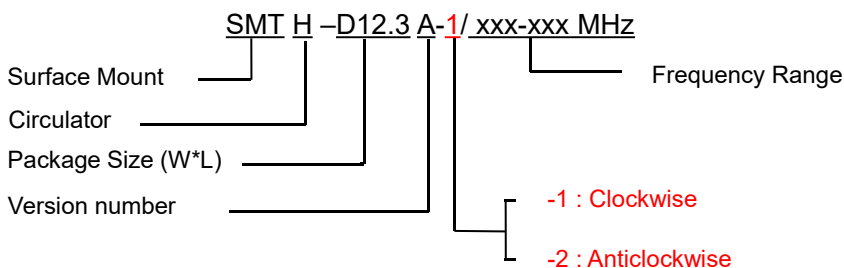 SMT H –D12.3 A-1/ xxx-xxx MHz
Surface Mount
Frequency Range
Circulator
Package Size (W*L)
Version number
-1 : Clockwise
-2 : Anticlockwise